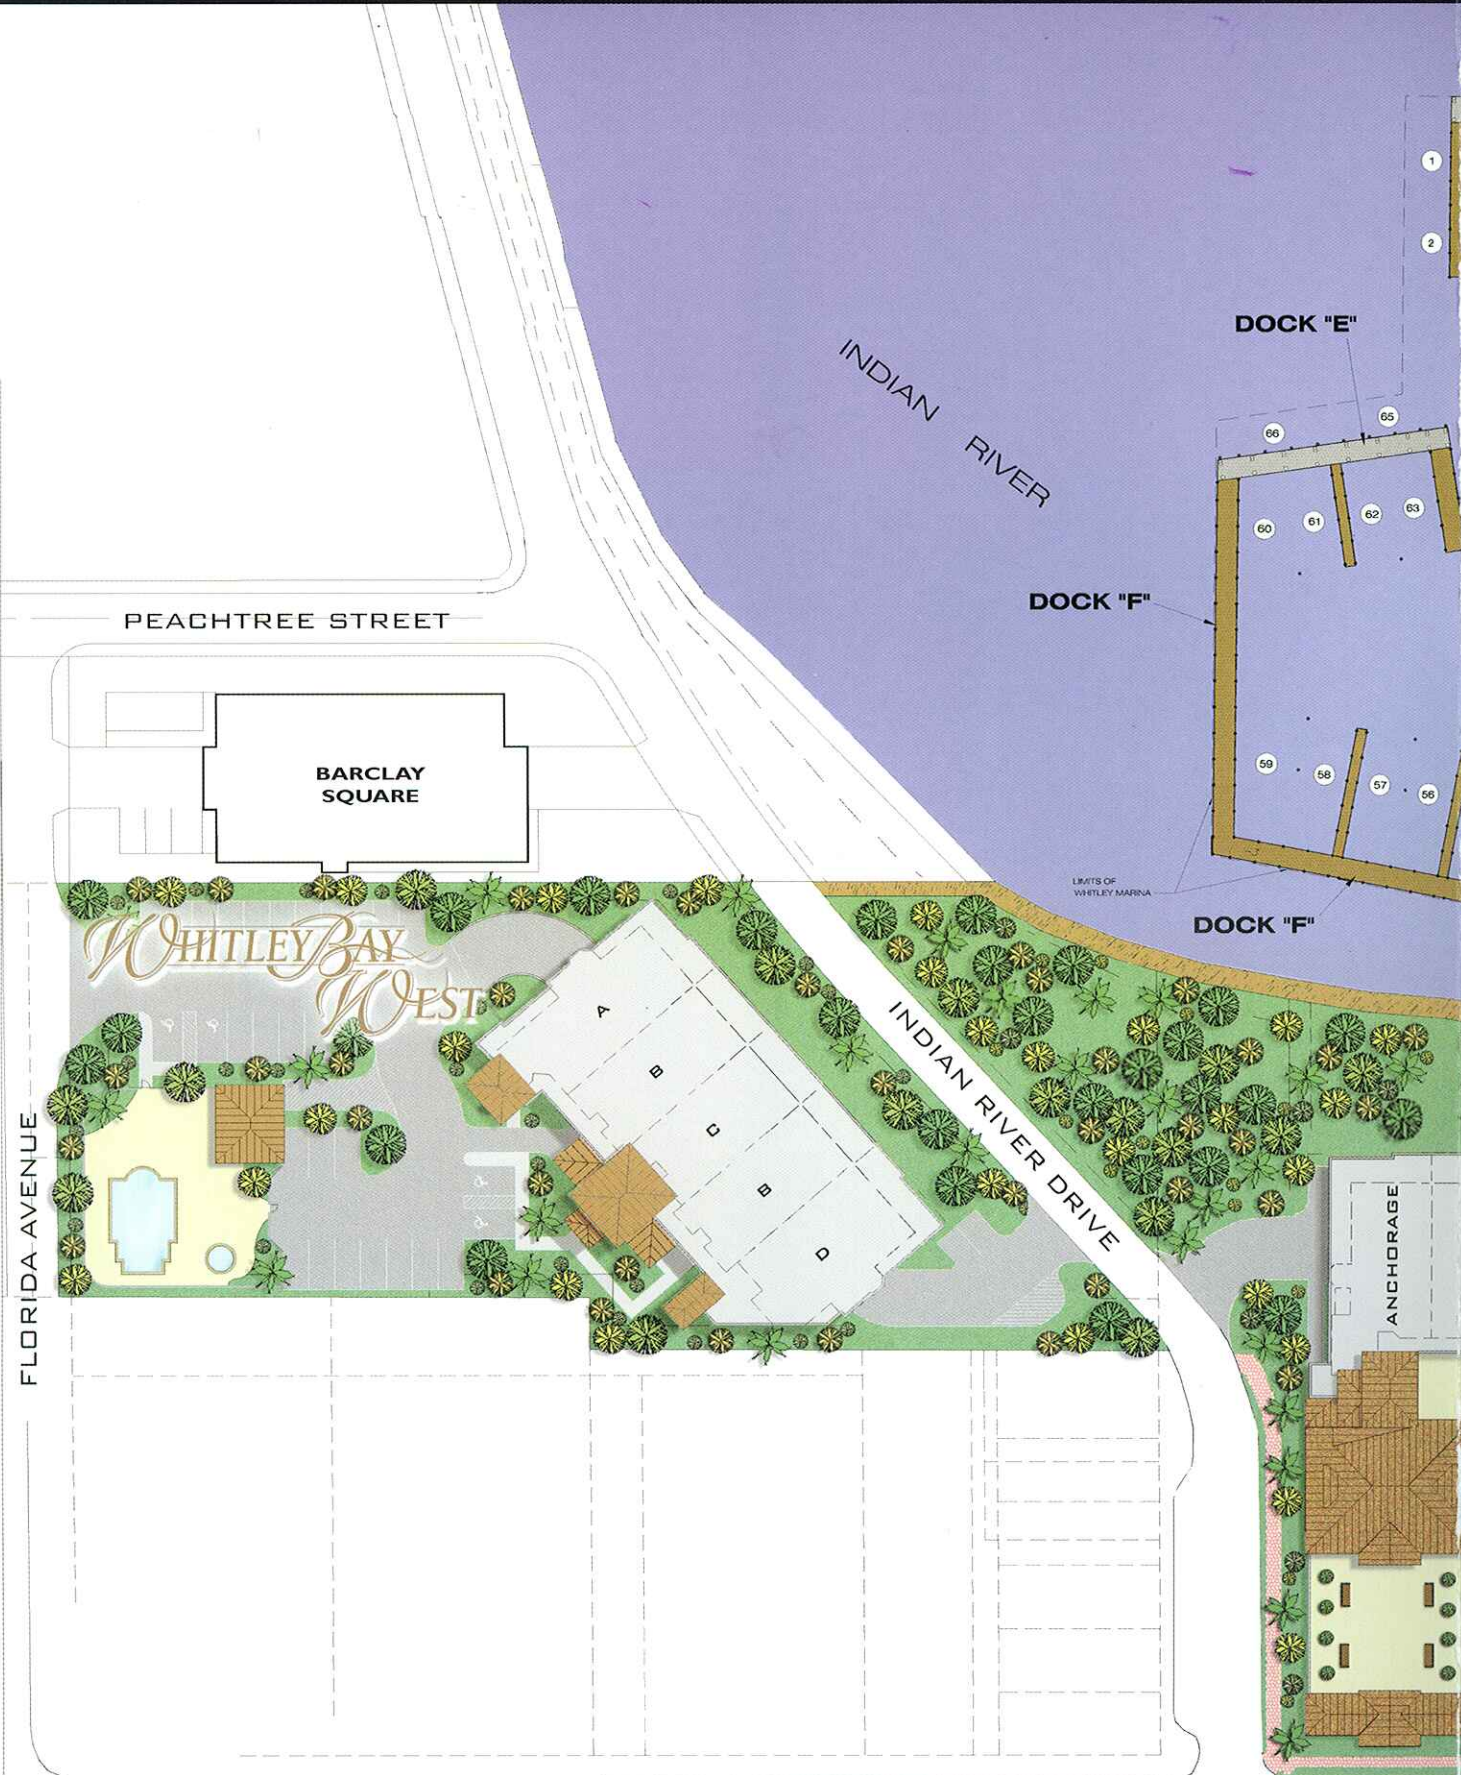 1
2
DOCK "E"
INDIAN RIVER
65
66
60
61
62
63
DOCK "F"
PEACHTREE STREET
BARCLAY
SQUARE
59
58
57
56
LIMITS OF
WHITLEY MARINA
DOCK "F"
WHITLEY BAY
WEST
A
B
C
B
D
INDIAN RIVER DRIVE
FLORIDA AVENUE
ANCHORAGE